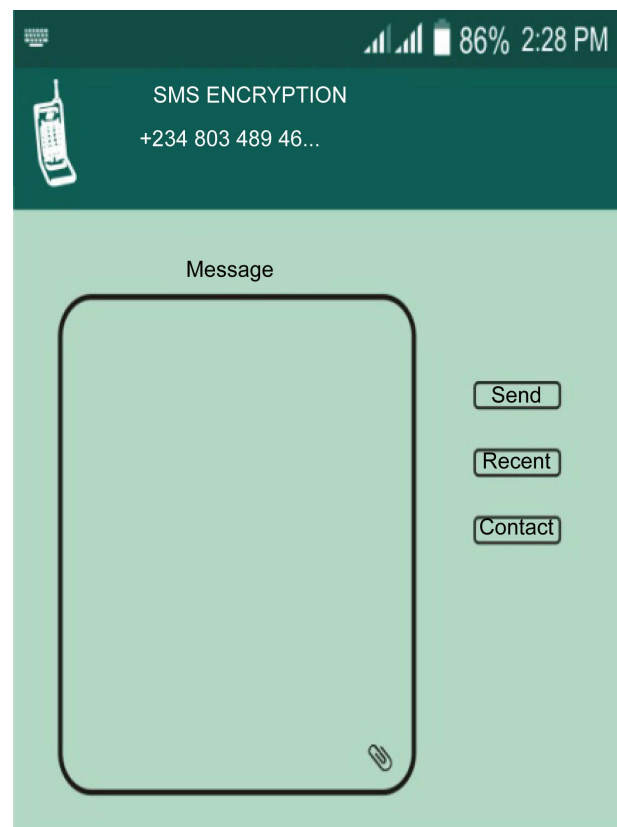 86% 2:28 PM
SMS ENCRYPTION
+234 803 489 46...
Message
Send
Recent
Contact